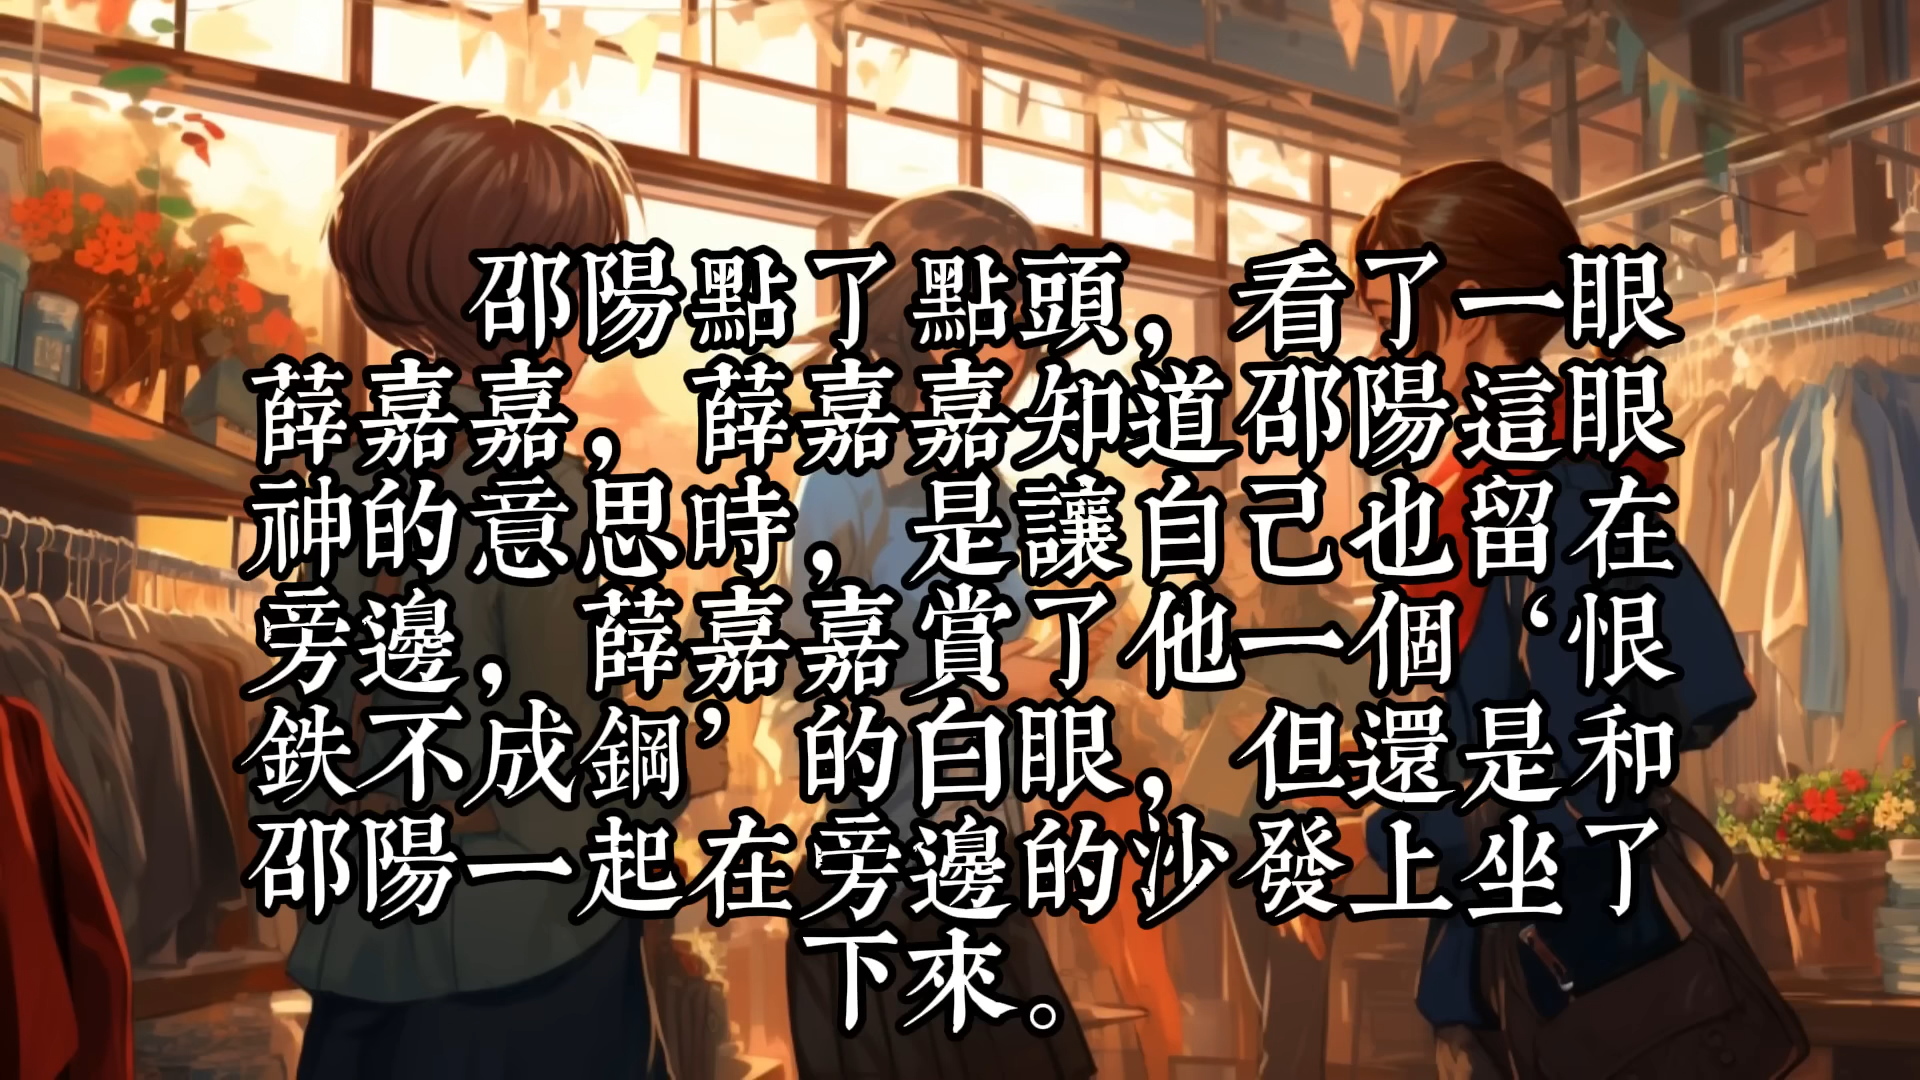 邵陽點了點頭，看了一眼
薛嘉嘉，薛嘉嘉知道邵陽這眼
神的意思時，是讓自己也留在
旁邊，薛嘉嘉賞了他一個‘恨
鉄不成鋼’的白眼，但還是和
邵陽一起在旁邊的沙發上坐了
下來。